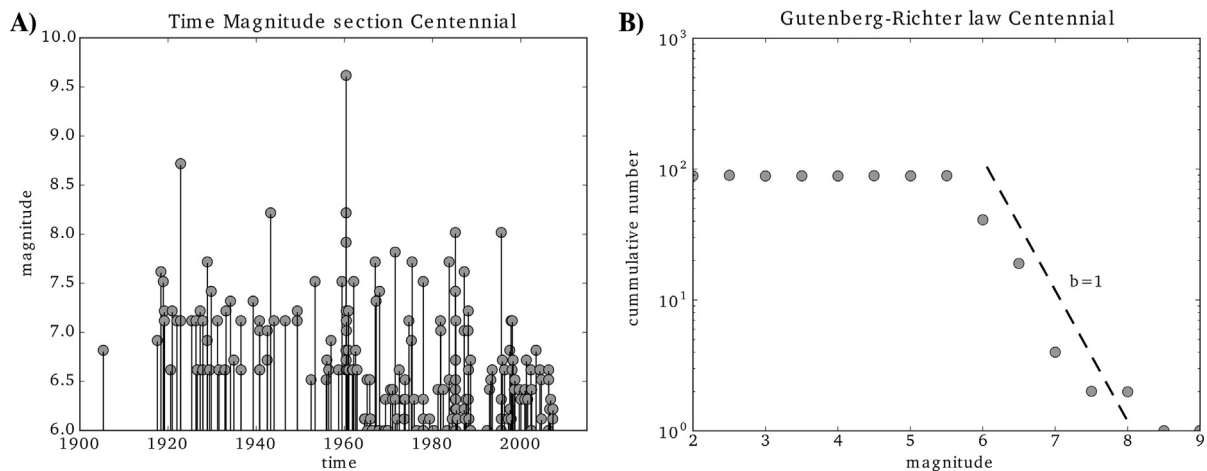 A)
Time Magnitude section Centennial
magnitude
10.0
9.5
9.0
8.5
8.0
7.5
7.0
6.5
6.0
1900 1920 1940 1960 1980 2000
time
B)
Gutenberg-Richter law Centennial
cummulative number
10³
10²
10¹
10⁰
b=1
2 3 4 5 6 7 8 9
magnitude